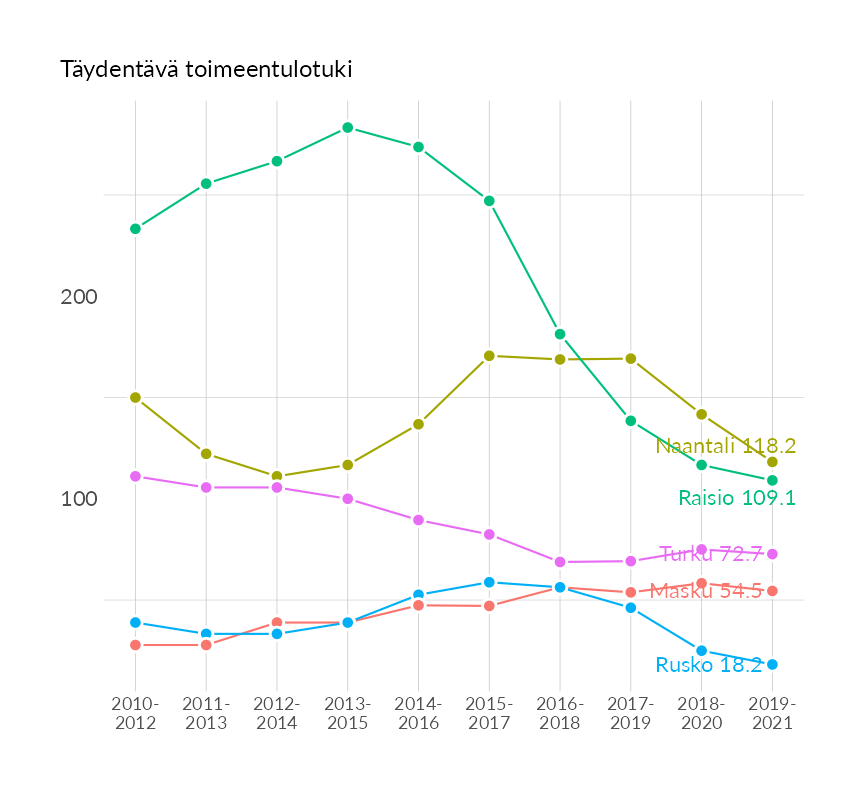 Täydentävä toimeentulotuki
200
100
Naantali 118.2
Raisio 109.1
Turku 72.7
Masku 54.5
Rusko 18.2
2010- 2011- 2012- 2013- 2014- 2015- 2016- 2017- 2018- 2019-
2012 2013 2014 2015 2016 2017 2018 2019 2020 2021